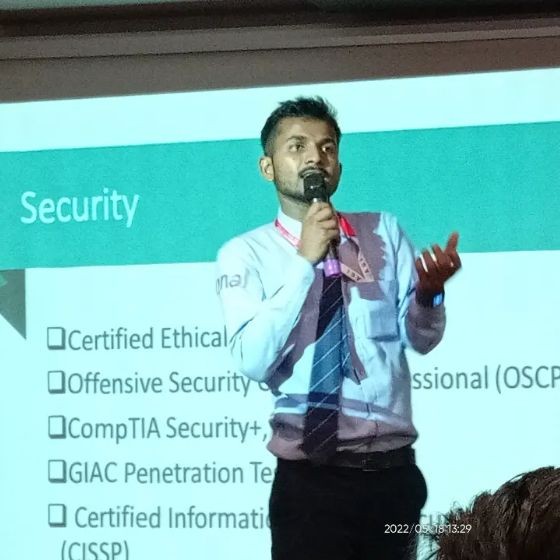 Security
❑Certified Ethical
❑Offensive Security ssional (OSCP
❑CompTIA Security+,
❑GIAC Penetration Te
❑ Certified Informatic
(CISSP)
2022/05/18 13:29